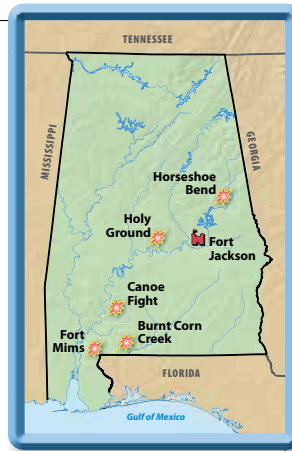 TENNESSEE
MISSISSIPPI
GEORGIA
Horseshoe
Bend
Holy
Ground
Fort
Jackson
Canoe
Fight
Fort
Mims
Burnt Corn
Creek
FLORIDA
Gulf of Mexico